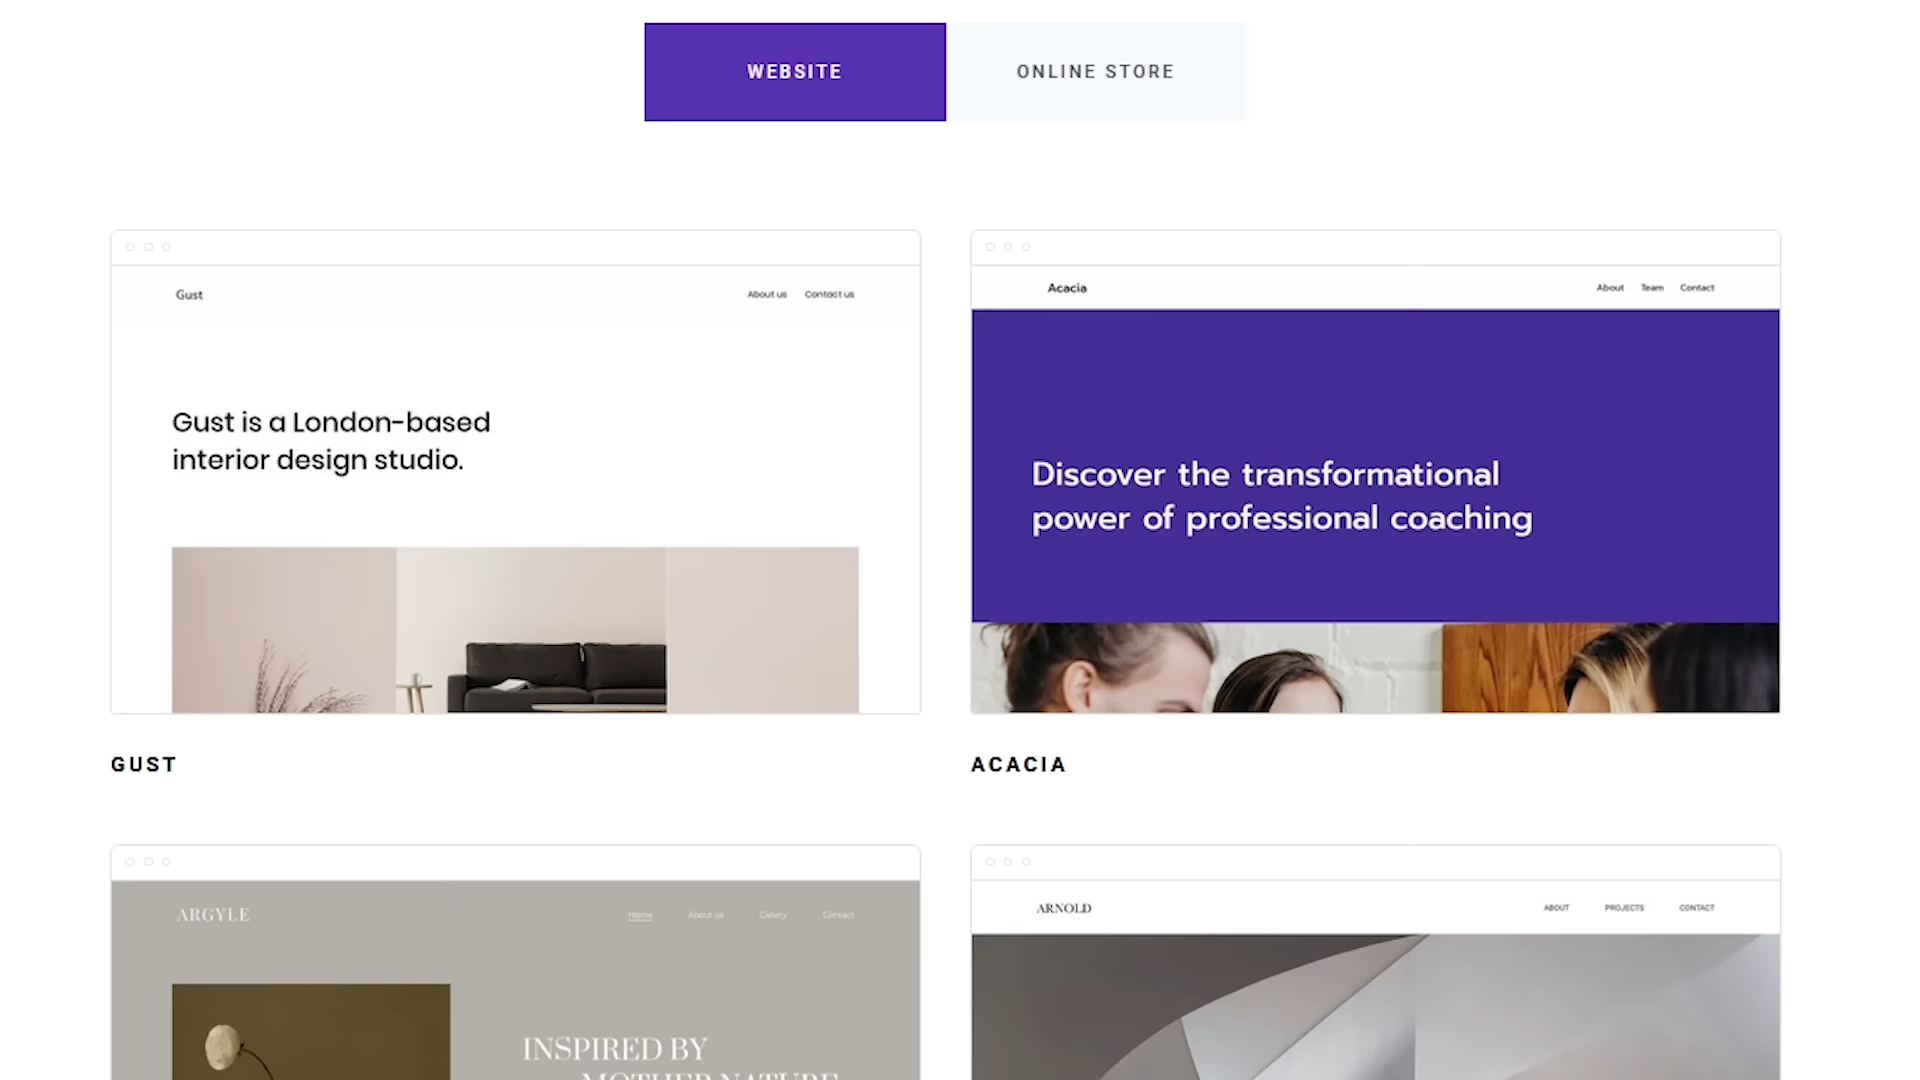 WEBSITE
ONLINE STORE
Gust
About us
Contact us
Gust is a London-based
interior design studio.
Acacia
About
Team
Contact
Discover the transformational
power of professional coaching
GUST
ACACIA
ARGYLE
Home
About us
Gallery
Contact
INSPIRED BY
MOTHER NATURE
ARNOLD
ABOUT
PROJECTS
CONTACT